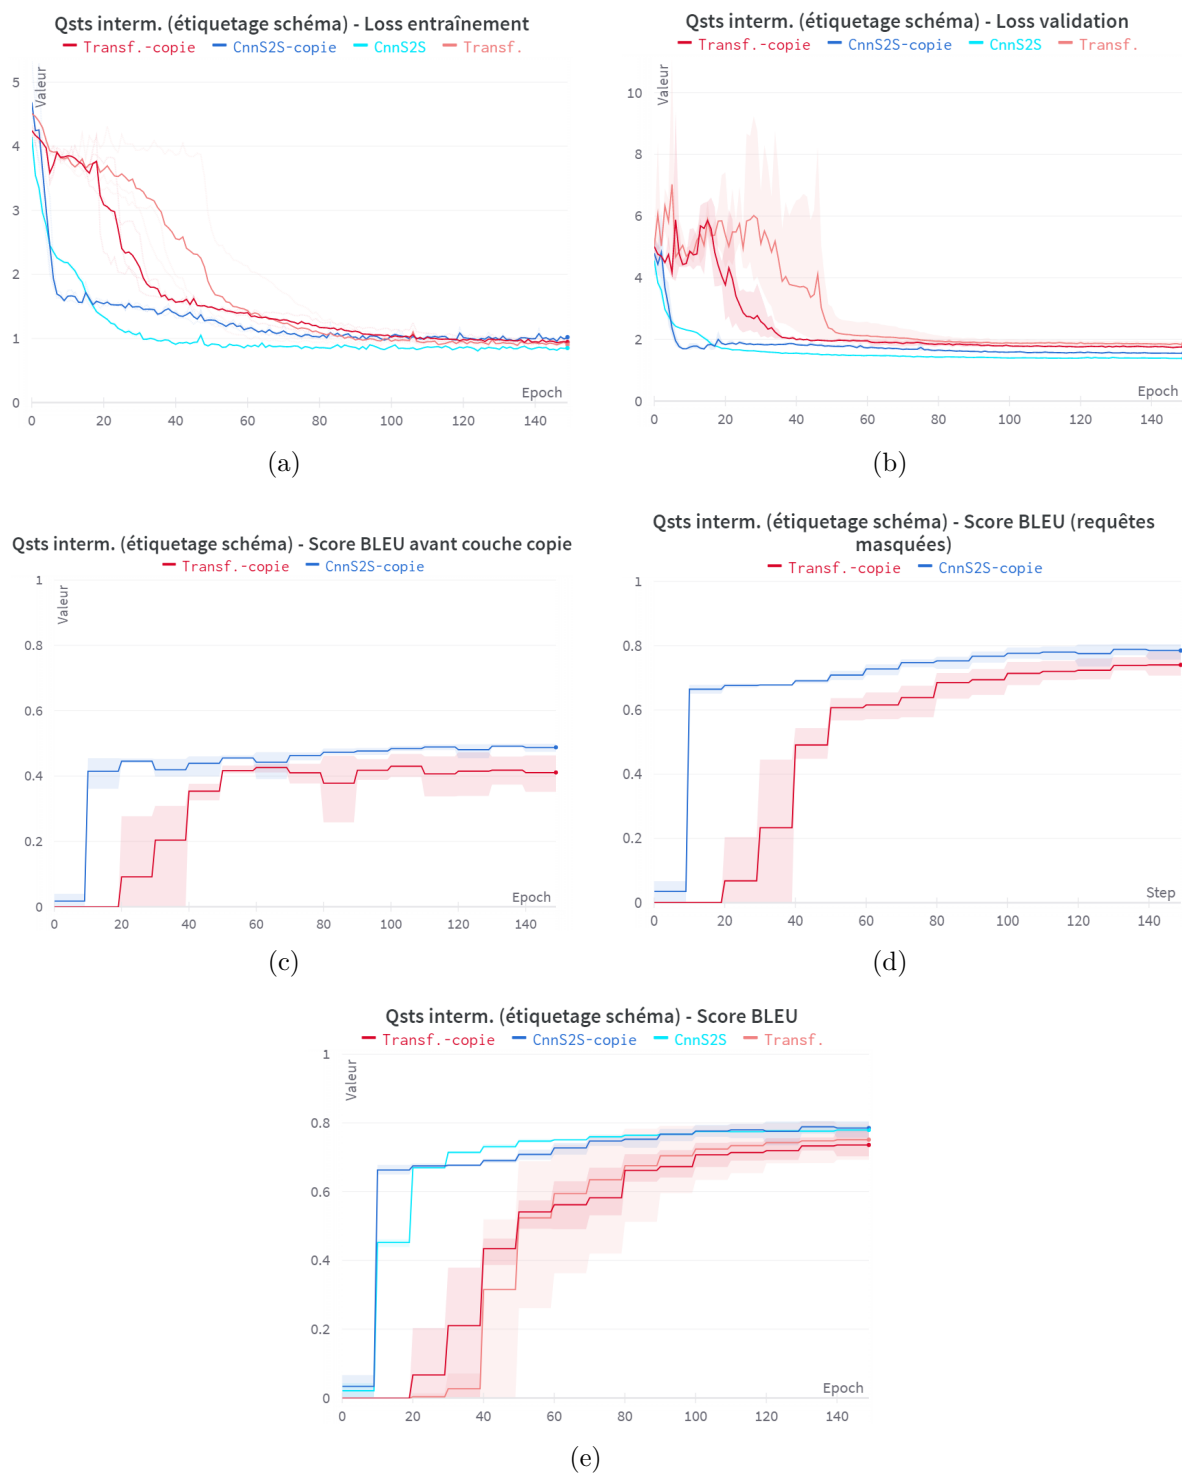 Qsts interm. (étiquetage schéma) - Loss entraînement
Transf.-copie CnnS2S-copie CnnS2S Transf.
Valeur
5
4
3
2
1
0
0 20 40 60 80 100 120 140
Epoch
(a)
Qsts interm. (étiquetage schéma) - Loss validation
Transf.-copie CnnS2S-copie CnnS2S Transf.
Valeur
10
8
6
4
2
0
0 20 40 60 80 100 120 140
Epoch
(b)
Qsts interm. (étiquetage schéma) - Score BLEU avant couche copie
Transf.-copie CnnS2S-copie
Valeur
1
0.8
0.6
0.4
0.2
0
0 20 40 60 80 100 120 140
Epoch
(c)
Qsts interm. (étiquetage schéma) - Score BLEU (requêtes
masquées)
Transf.-copie CnnS2S-copie
1
0.8
0.6
0.4
0.2
0
0 20 40 60 80 100 120 140
Step
(d)
Qsts interm. (étiquetage schéma) - Score BLEU
Transf.-copie CnnS2S-copie CnnS2S Transf.
Valeur
1
0.8
0.6
0.4
0.2
0
0 20 40 60 80 100 120 140
Epoch
(e)